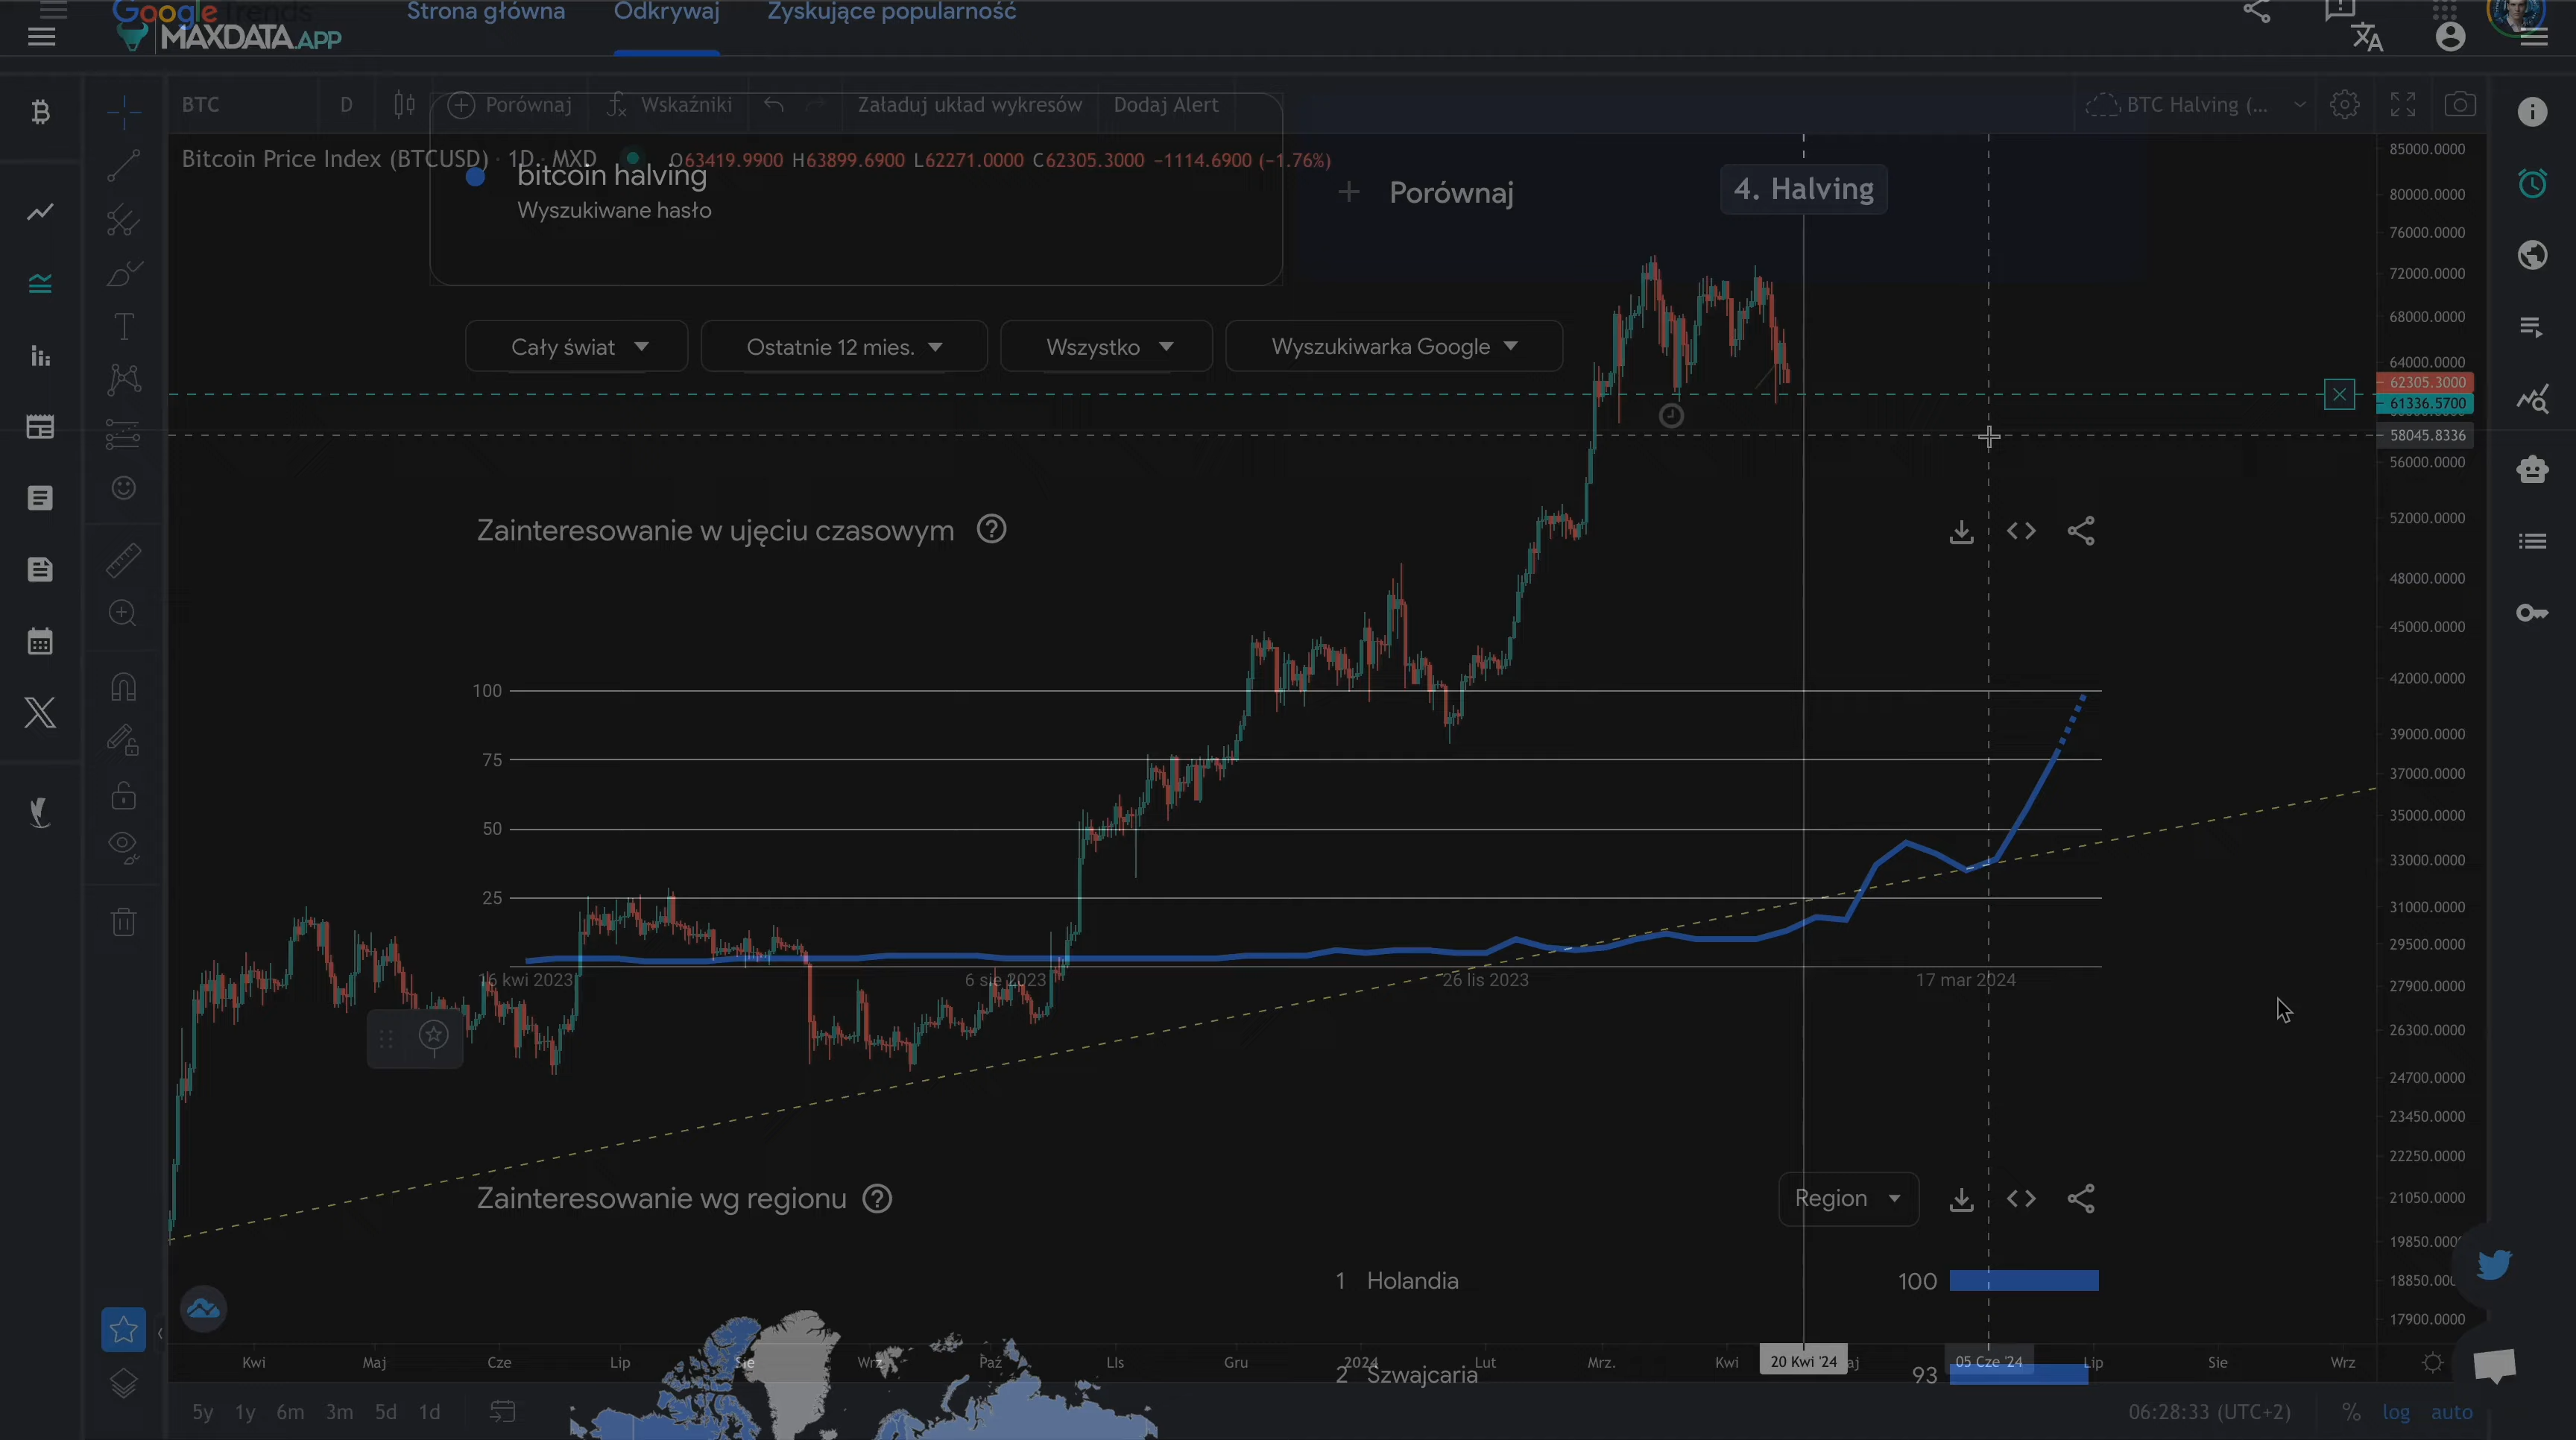 Google Trends Strona główna Odkrywaj Zyskujące popularność
MAXDATA.APP
BTC D Porównaj Wskaźniki Załaduj układ wykresów Dodaj Alert BTC Halving (...
Bitcoin Price Index (BTCUSD) · 1D · MXD O63419.9900 H63899.6900 L62271.0000 C62305.3000 −1114.6900 (−1.76%)
bitcoin halving
Wyszukiwane hasło
+ Porównaj
4. Halving
Cały świat Ostatnie 12 mies. Wszystko Wyszukiwarka Google
85000.0000
80000.0000
76000.0000
72000.0000
68000.0000
64000.0000
62305.3000
61336.5700
58045.8336
56000.0000
52000.0000
48000.0000
45000.0000
42000.0000
39000.0000
37000.0000
35000.0000
33000.0000
31000.0000
29500.0000
27900.0000
26300.0000
24700.0000
23450.0000
22250.0000
21050.0000
19850.000
18850.000
17900.0000
Zainteresowanie w ujęciu czasowym
100
75
50
25
16 kwi 2023 6 sie 2023 26 lis 2023 17 mar 2024
Zainteresowanie wg regionu
Region
1 Holandia 100
2 Szwajcaria 93
Kwi Maj Cze Lip Sie Wrz Paź LIs Gru 2024 Lut Mrz. Kwi 20 Kwi '24 aj 05 Cze '24 Lip Sie Wrz
5y 1y 6m 3m 5d 1d 06:28:33 (UTC+2) % log auto